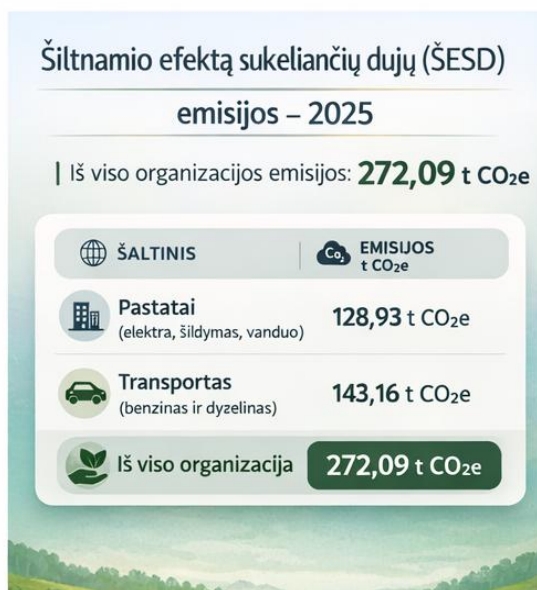 Šiltnamio efektą sukeliančių dujų (ŠESD)
emisijos – 2025
Iš viso organizacijos emisijos: 272,09 t CO₂e
ŠALTINIS
CO₂ EMISIJOS
t CO₂e
Pastatai
(elektra, šildymas, vanduo)
128,93 t CO₂e
Transportas
(benzinas ir dyzelinas)
143,16 t CO₂e
Iš viso organizacija
272,09 t CO₂e